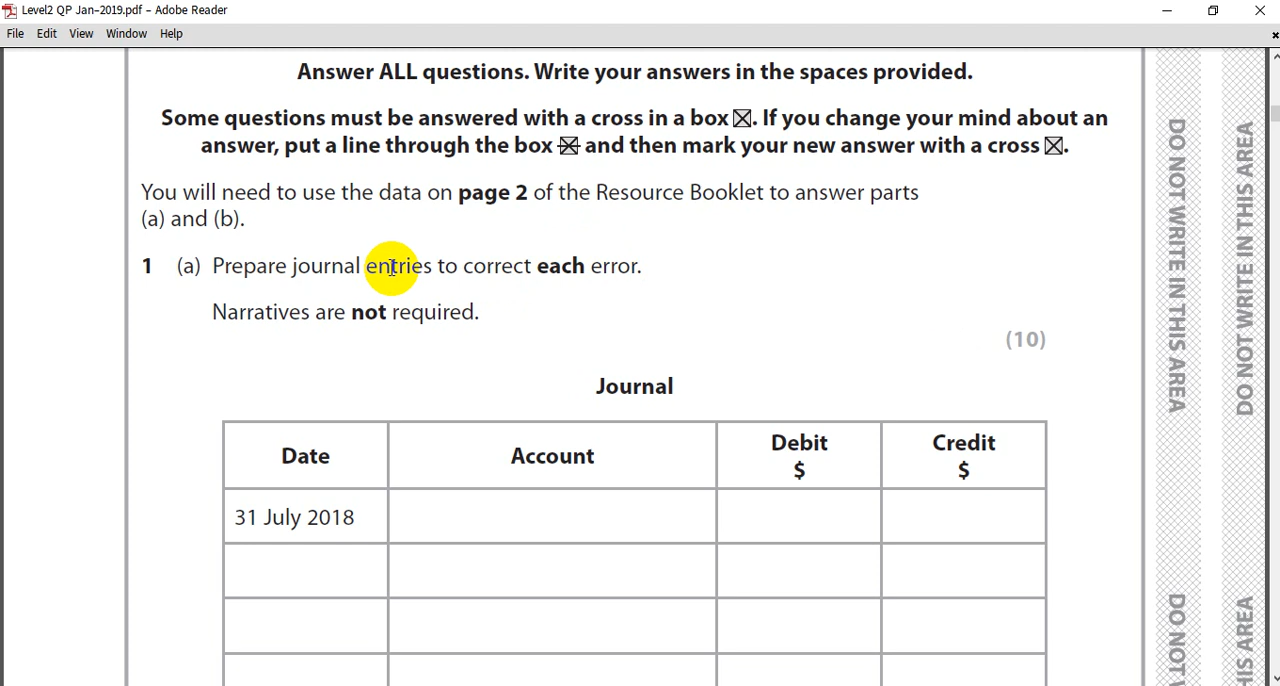 Level2 QP Jan-2019.pdf - Adobe Reader
File Edit View Window Help
Answer ALL questions. Write your answers in the spaces provided.
Some questions must be answered with a cross in a box ☒. If you change your mind about an
answer, put a line through the box ☒ and then mark your new answer with a cross ☒.
You will need to use the data on page 2 of the Resource Booklet to answer parts
(a) and (b).
1 (a) Prepare journal entries to correct each error.
Narratives are not required.
(10)
Journal
Date Account Debit $ Credit $
31 July 2018
DO NOT WRITE IN THIS AREA
DO NOT WRITE IN THIS AREA
DO NOT
HIS AREA